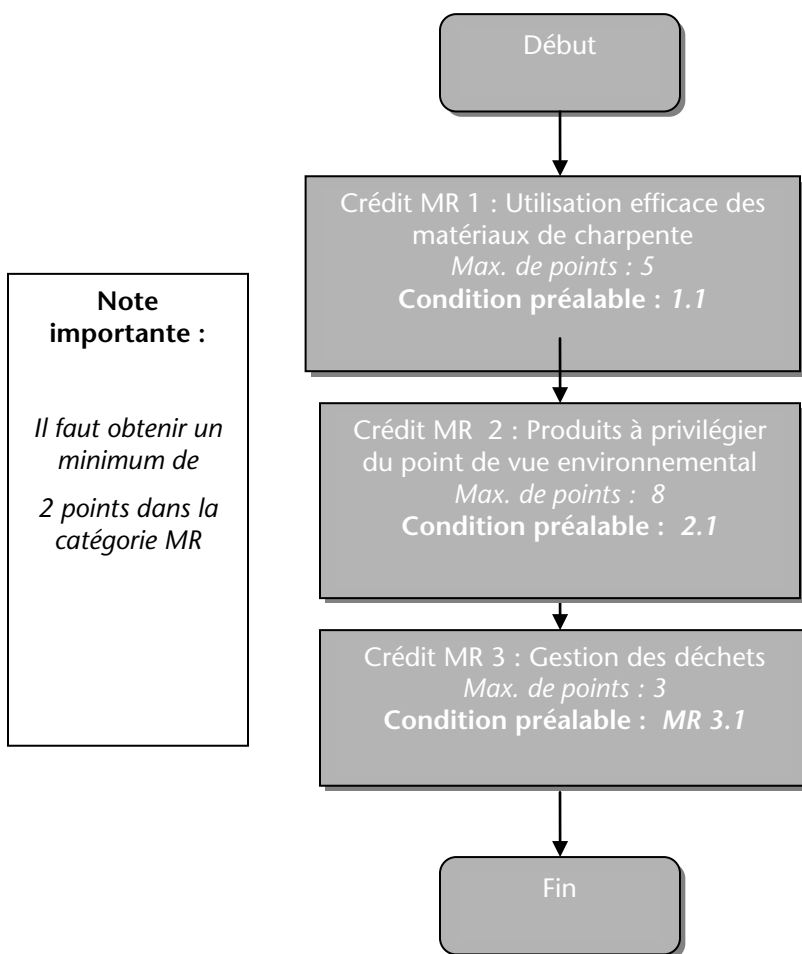 Début
Crédit MR 1 : Utilisation efficace des
matériaux de charpente
Max. de points : 5
Condition préalable : 1.1
Note
importante :
Il faut obtenir un
minimum de
2 points dans la
catégorie MR
Crédit MR 2 : Produits à privilégier
du point de vue environnemental
Max. de points : 8
Condition préalable : 2.1
Crédit MR 3 : Gestion des déchets
Max. de points : 3
Condition préalable : MR 3.1
Fin